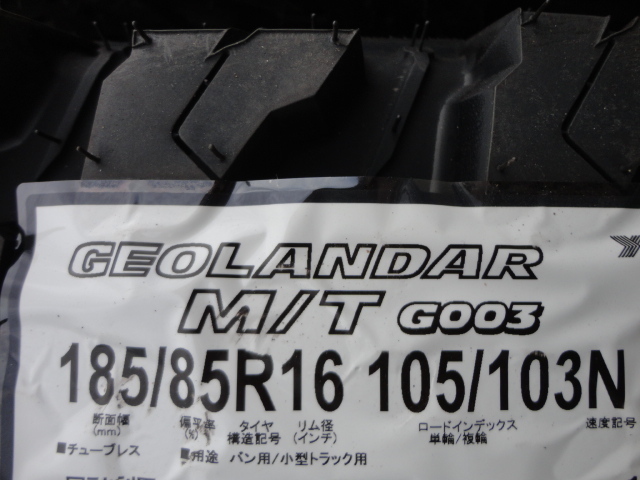 GEOLANDAR
M/T G003
185/85R16 105/103N
断面幅 偏平率 タイヤ リム径 ロードインデックス 速度記号
(mm) (%) 構造記号 (インチ) 単輪/複輪
■チューブレス ■用途 バン用/小型トラック用